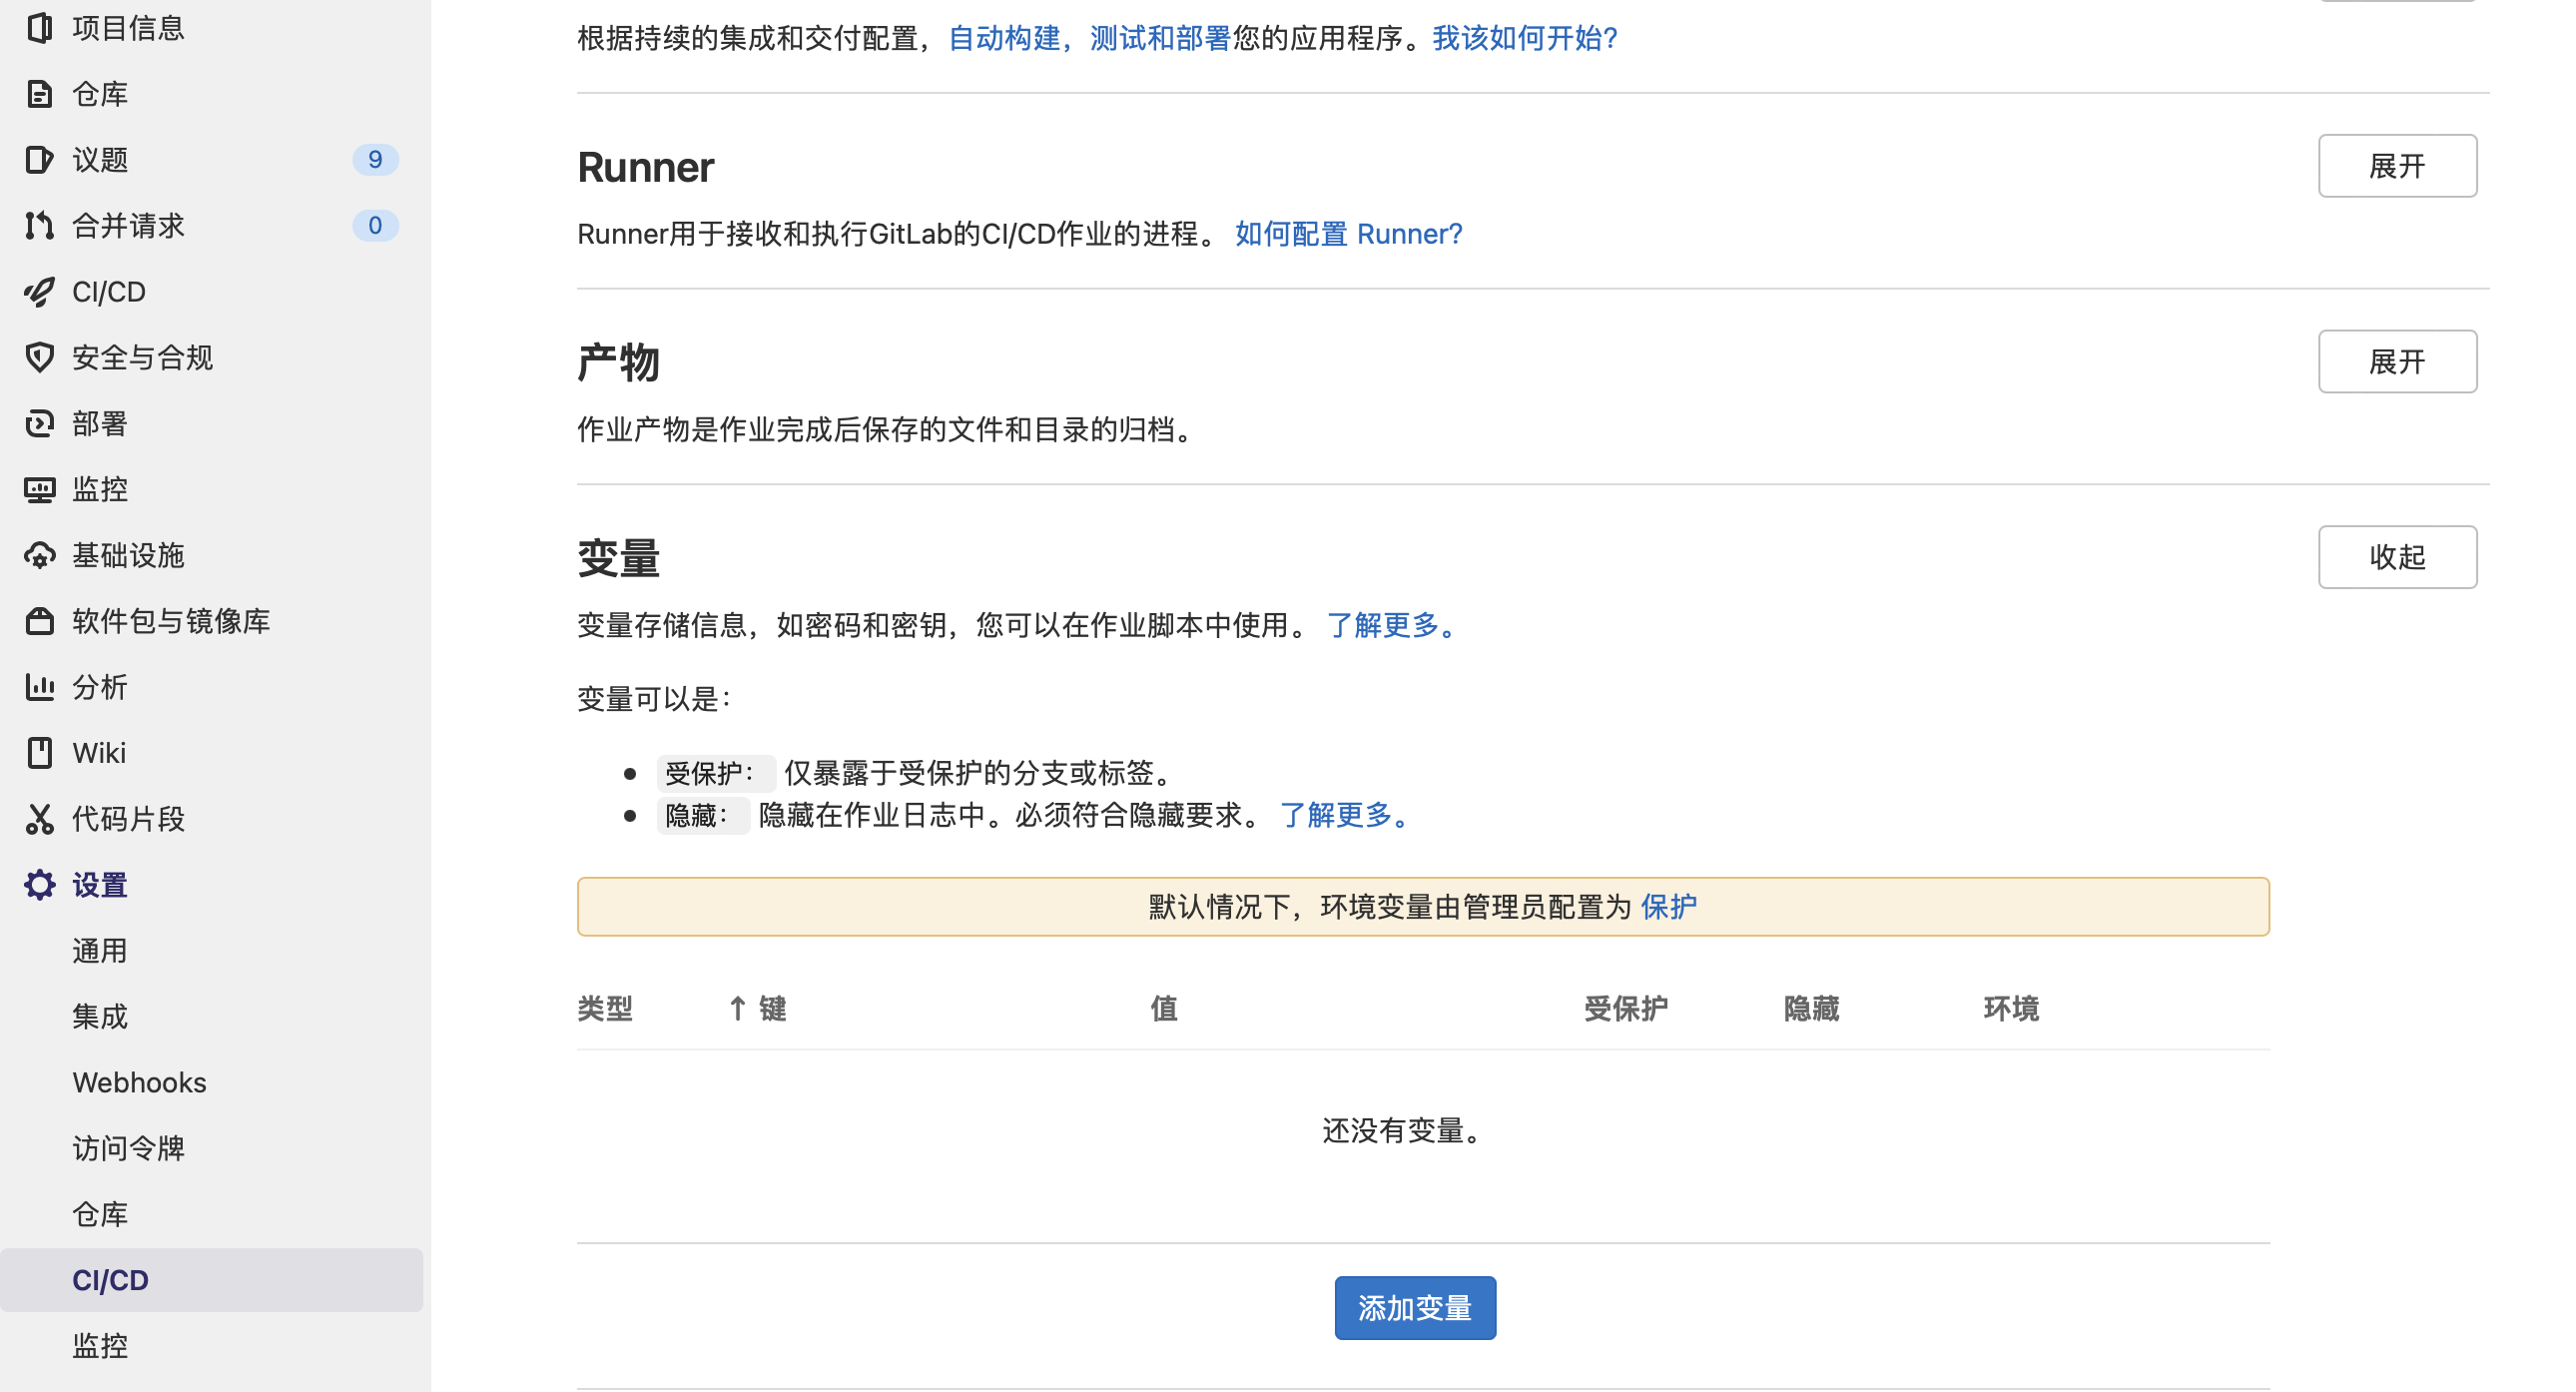 项目信息
仓库
议题 9
合并请求 0
CI/CD
安全与合规
部署
监控
基础设施
软件包与镜像库
分析
Wiki
代码片段
设置
通用
集成
Webhooks
访问令牌
仓库
CI/CD
监控
根据持续的集成和交付配置，自动构建，测试和部署您的应用程序。我该如何开始?
Runner
展开
Runner用于接收和执行GitLab的CI/CD作业的进程。 如何配置 Runner?
产物
展开
作业产物是作业完成后保存的文件和目录的归档。
变量
收起
变量存储信息，如密码和密钥，您可以在作业脚本中使用。 了解更多。
变量可以是：
受保护： 仅暴露于受保护的分支或标签。
隐藏： 隐藏在作业日志中。必须符合隐藏要求。 了解更多。
默认情况下，环境变量由管理员配置为 保护
类型 ↑ 键 值 受保护 隐藏 环境
还没有变量。
添加变量